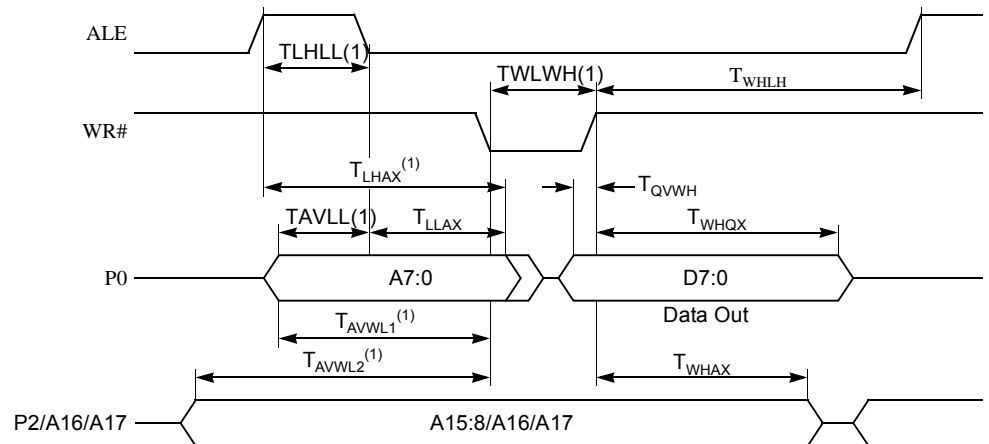 ALE
TLHLL(1)
TWLWH(1)
TWHLH
WR#
TLHAX(1)
TQVWH
TAVLL(1)
TLLAX
TWHQX
P0
A7:0
D7:0
Data Out
TAVWL1(1)
TAVWL2(1)
TWHAX
P2/A16/A17
A15:8/A16/A17